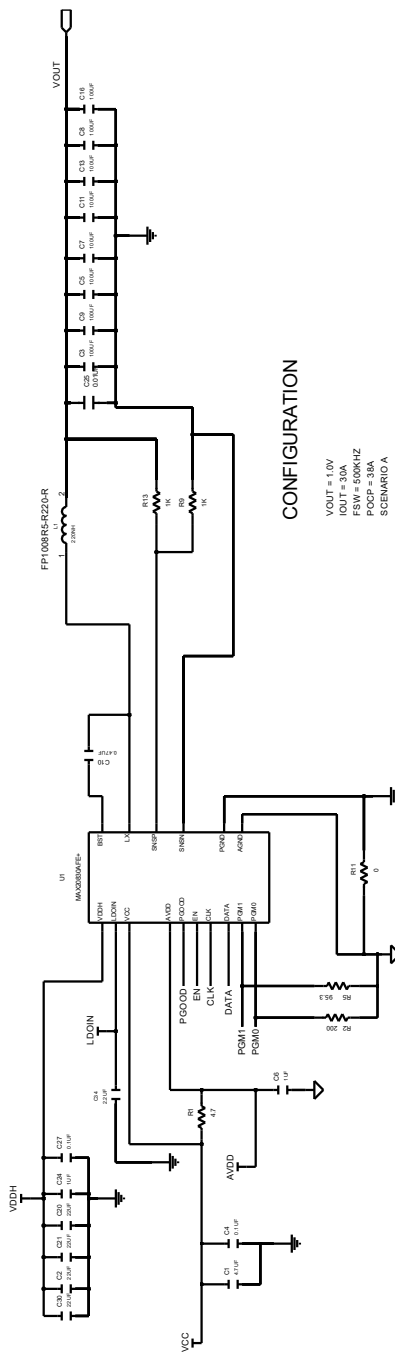 VOUT
C16
100UF
C8
100UF
C13
100UF
C11
100UF
C7
100UF
C5
100UF
C9
100UF
C3
100UF
C25
0.01UF
FP1008R5-R220-R
2
L1
220NH
1
R13
1K
R9
1K
CONFIGURATION
VOUT = 1.0V
IOUT = 30A
FSW = 500KHZ
POCP = 38A
SCENARIO A
0.47UF
C10
U1
MAX20830AFE+
BST
LX
SNSP
SNSN
PGND
AGND
VDDH
LDOIN
VCC
AVDD
PGOOD
EN
CLK
DATA
PGM1
PGM0
R11
0
PGOOD
EN
CLK
DATA
PGM1
PGM0
R5
95.3
R2
200
LDOIN
C34
2.2UF
R1
4.7
C6
1UF
AVDD
VDDH
C27
0.1UF
C24
1UF
C20
22UF
C21
22UF
C2
22UF
C30
22UF
C4
0.1UF
C1
4.7UF
VCC